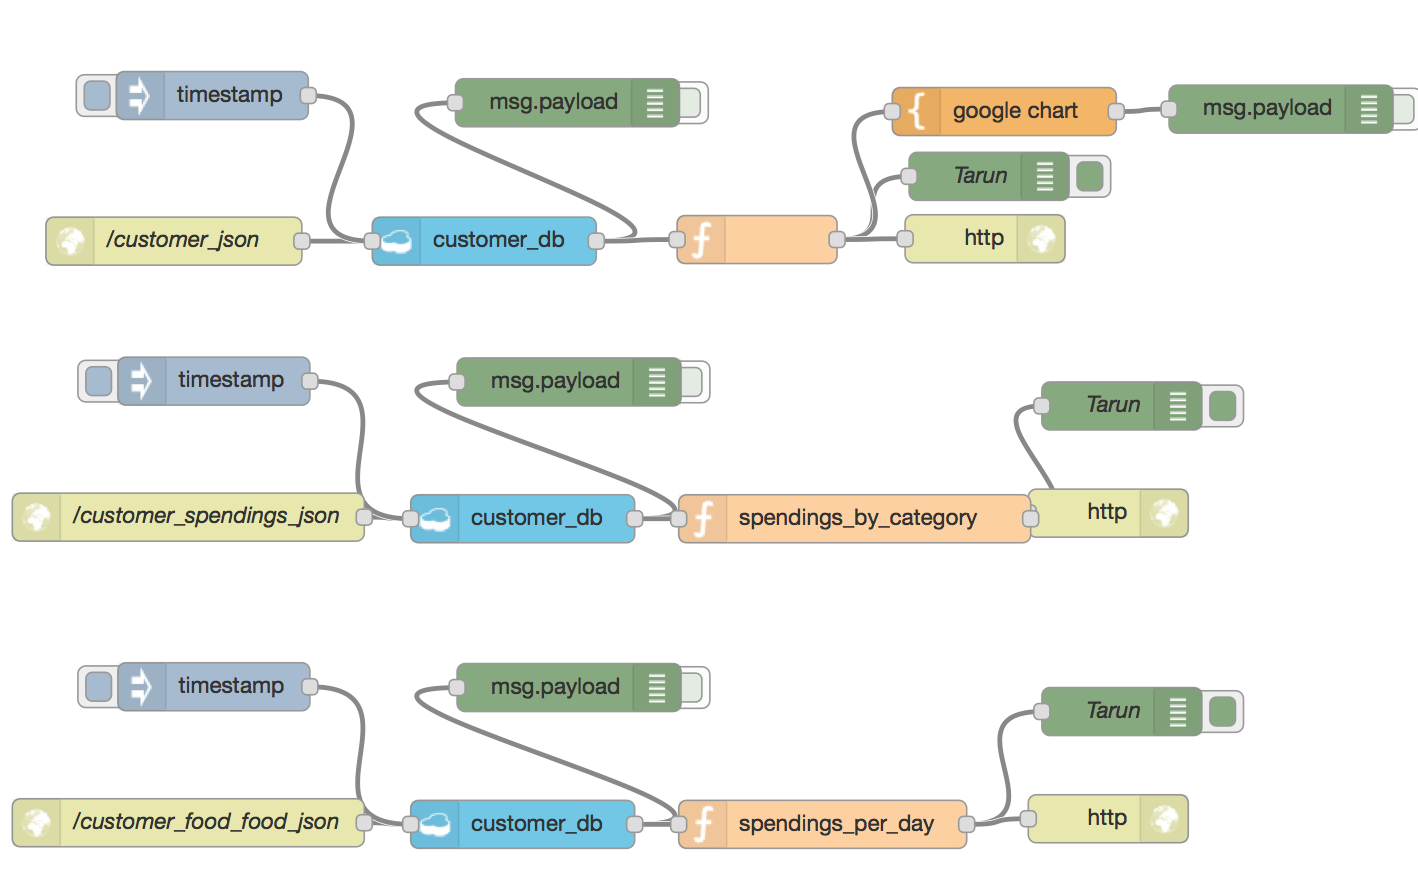 timestamp
msg.payload
google chart
msg.payload
Tarun
/customer_json
customer_db
http
timestamp
msg.payload
Tarun
/customer_spendings_json
customer_db
spendings_by_category
http
timestamp
msg.payload
Tarun
/customer_food_food_json
customer_db
spendings_per_day
http